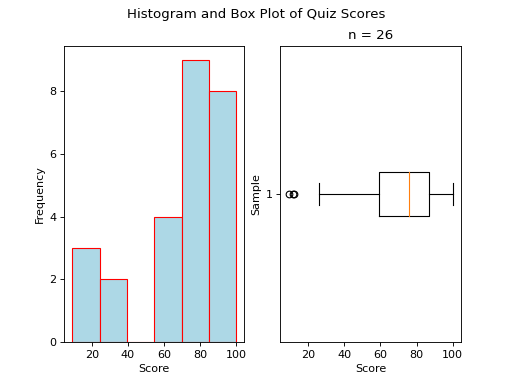 Histogram and Box Plot of Quiz Scores
n = 26
8
6
4
2
0
Frequency
20 40 60 80 100
Score
1
Sample
20 40 60 80 100
Score